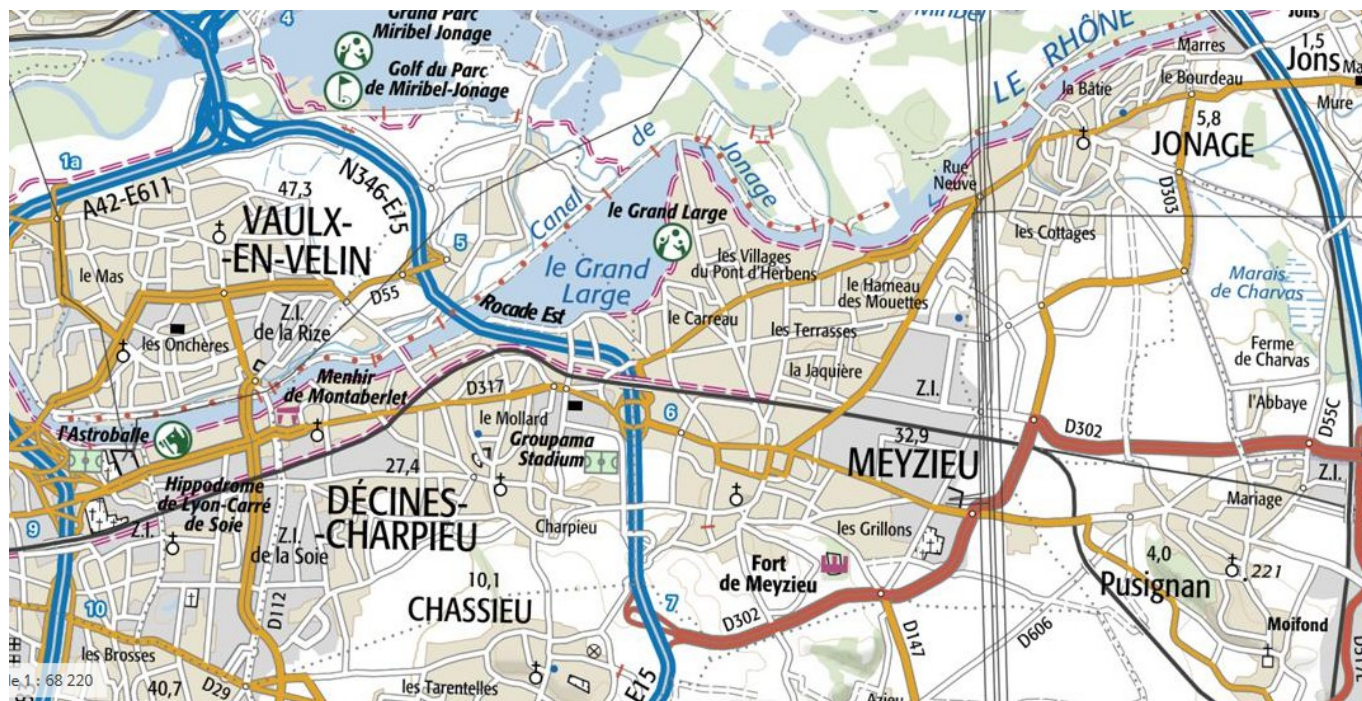 4
Grand Parc
Miribel Jonage
Golf du Parc
de Miribel-Jonage
Miribel
LE RHÔNE
Marres
Jons
1,5
Jons
la Bâtie
le Bourdeau
Mure
5,8
JONAGE
1a
A42-E611
N346-E15
47,3
VAULX-
-EN-VELIN
le Mas
5
D55
Canal de Jonage
le Grand Large
le Grand
Large
Rue
Neuve
D303
les Cottages
les Villages
du Pont d'Herbens
le Hameau
des Mouettes
Marais
de Charvas
Z.I.
de la Rize
les Onchères
Rocade Est
le Carreau
les Terrasses
la Jaquière
Ferme
de Charvas
Menhir
de Montaberlet
D317
le Mollard
Z.I.
l'Abbaye
D55C
l'Astroballe
Groupama
Stadium
6
32,9
MEYZIEU
D302
Z.I.
27,4
DÉCINES-
-CHARPIEU
Hippodrome
de Lyon-Carré
de Soie
9
Z.I.
Z.I.
de la Soie
Charpieu
les Grillons
Mariage
Fort
de Meyzieu
4,0
Pusignan
221
10,1
CHASSIEU
10
D112
7
D302
D147
D606
Moifond
les Brosses
D29
40,7
les Tarentelles
E15
Azieu
le 1 : 68 220